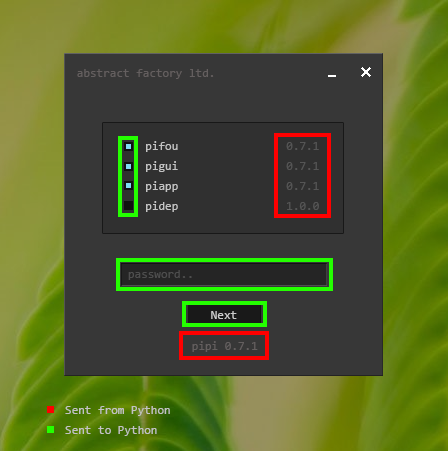 abstract factory ltd.
pifou 0.7.1
pigui 0.7.1
piapp 0.7.1
pidep 1.0.0
password..
Next
pipi 0.7.1
Sent from Python
Sent to Python